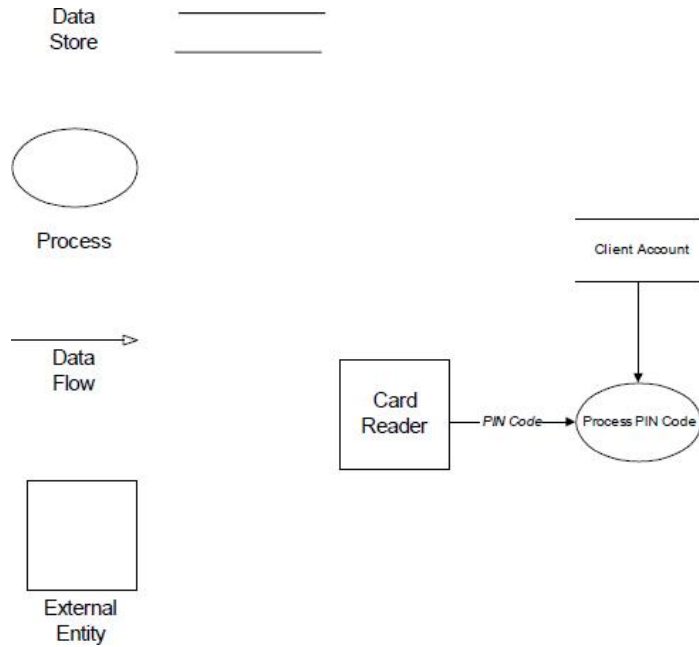 Data
Store
Process
Data
Flow
External
Entity
Client Account
Card
Reader
PIN Code
Process PIN Code